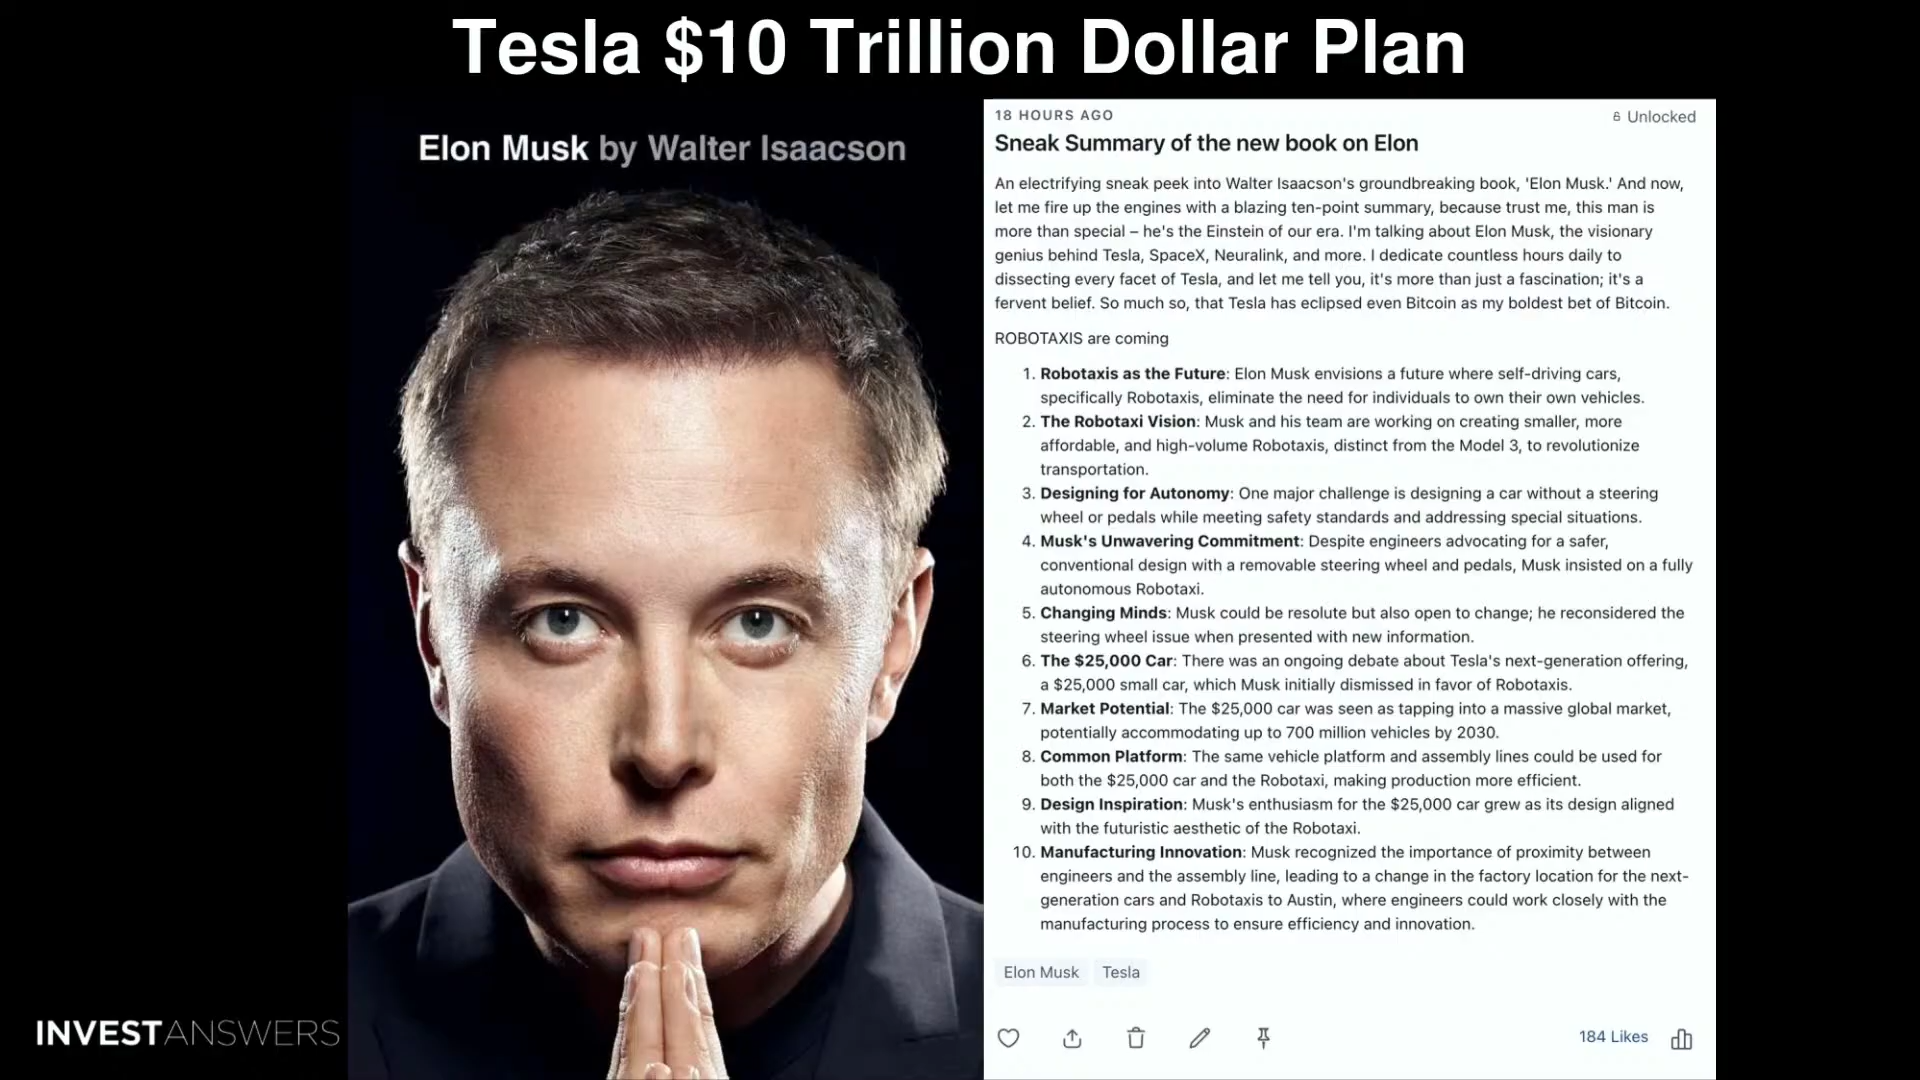 Tesla $10 Trillion Dollar Plan
Elon Musk by Walter Isaacson
18 HOURS AGO
Unlocked
Sneak Summary of the new book on Elon
An electrifying sneak peek into Walter Isaacson's groundbreaking book, 'Elon Musk.' And now,
let me fire up the engines with a blazing ten-point summary, because trust me, this man is
more than special – he's the Einstein of our era. I'm talking about Elon Musk, the visionary
genius behind Tesla, SpaceX, Neuralink, and more. I dedicate countless hours daily to
dissecting every facet of Tesla, and let me tell you, it's more than just a fascination; it's a
fervent belief. So much so, that Tesla has eclipsed even Bitcoin as my boldest bet of Bitcoin.
ROBOTAXIS are coming
1. Robotaxis as the Future: Elon Musk envisions a future where self-driving cars,
specifically Robotaxis, eliminate the need for individuals to own their own vehicles.
2. The Robotaxi Vision: Musk and his team are working on creating smaller, more
affordable, and high-volume Robotaxis, distinct from the Model 3, to revolutionize
transportation.
3. Designing for Autonomy: One major challenge is designing a car without a steering
wheel or pedals while meeting safety standards and addressing special situations.
4. Musk's Unwavering Commitment: Despite engineers advocating for a safer,
conventional design with a removable steering wheel and pedals, Musk insisted on a fully
autonomous Robotaxi.
5. Changing Minds: Musk could be resolute but also open to change; he reconsidered the
steering wheel issue when presented with new information.
6. The $25,000 Car: There was an ongoing debate about Tesla's next-generation offering,
a $25,000 small car, which Musk initially dismissed in favor of Robotaxis.
7. Market Potential: The $25,000 car was seen as tapping into a massive global market,
potentially accommodating up to 700 million vehicles by 2030.
8. Common Platform: The same vehicle platform and assembly lines could be used for
both the $25,000 car and the Robotaxi, making production more efficient.
9. Design Inspiration: Musk's enthusiasm for the $25,000 car grew as its design aligned
with the futuristic aesthetic of the Robotaxi.
10. Manufacturing Innovation: Musk recognized the importance of proximity between
engineers and the assembly line, leading to a change in the factory location for the next-
generation cars and Robotaxis to Austin, where engineers could work closely with the
manufacturing process to ensure efficiency and innovation.
Elon Musk
Tesla
184 Likes
INVESTANSWERS